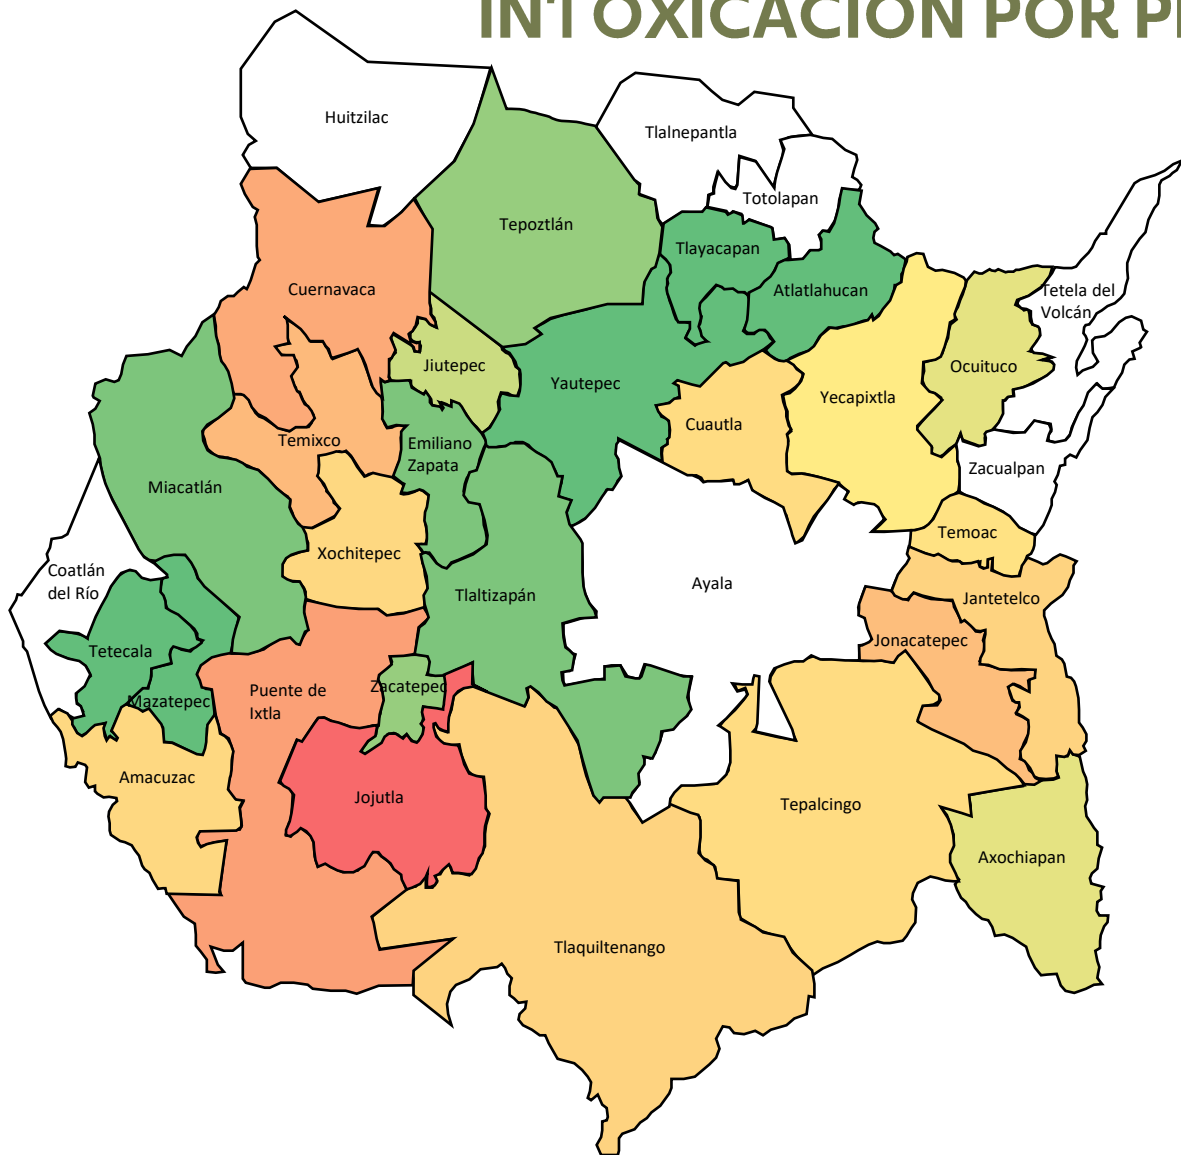 INTOXICACIÓN POR
Huitzilac
Tlalnepantla
Totolapan
Tepoztlán
Tlayacapan
Cuernavaca
Atlatlahucan
Tetela del
Volcán
Jiutepec
Yautepec
Ocuituco
Yecapixtla
Cuautla
Temixco
Emiliano
Zapata
Zacualpan
Miacatlán
Temoac
Xochitepec
Coatlán
del Río
Ayala
Tlaltizapán
Jantetelco
Jonacatepec
Tetecala
Zacatepec
Puente de
Ixtla
Mazatepec
Amacuzac
Jojutla
Tepalcingo
Axochiapan
Tlaquiltenango